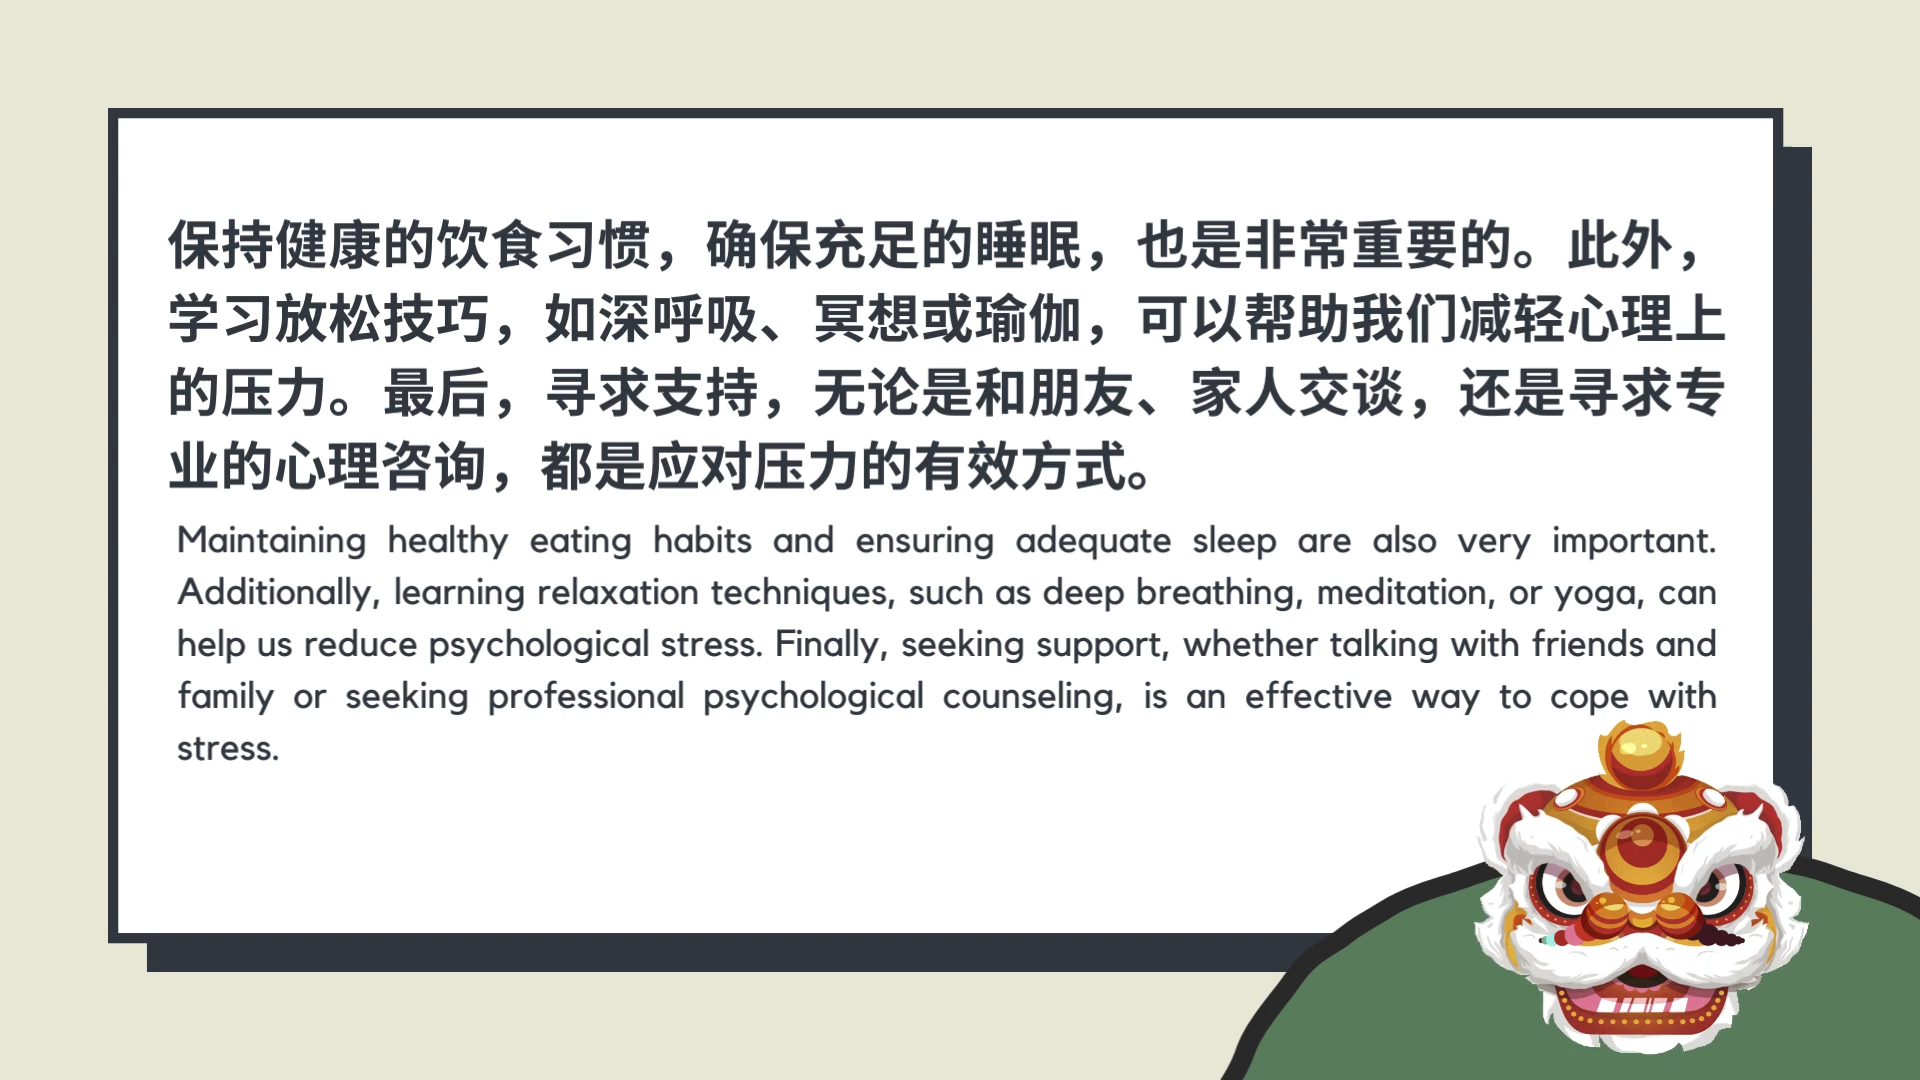 保持健康的饮食习惯，确保充足的睡眠，也是非常重要的。此外，
学习放松技巧，如深呼吸、冥想或瑜伽，可以帮助我们减轻心理上
的压力。最后，寻求支持，无论是和朋友、家人交谈，还是寻求专
业的心理咨询，都是应对压力的有效方式。
Maintaining healthy eating habits and ensuring adequate sleep are also very important.
Additionally, learning relaxation techniques, such as deep breathing, meditation, or yoga, can
help us reduce psychological stress. Finally, seeking support, whether talking with friends and
family or seeking professional psychological counseling, is an effective way to cope with
stress.